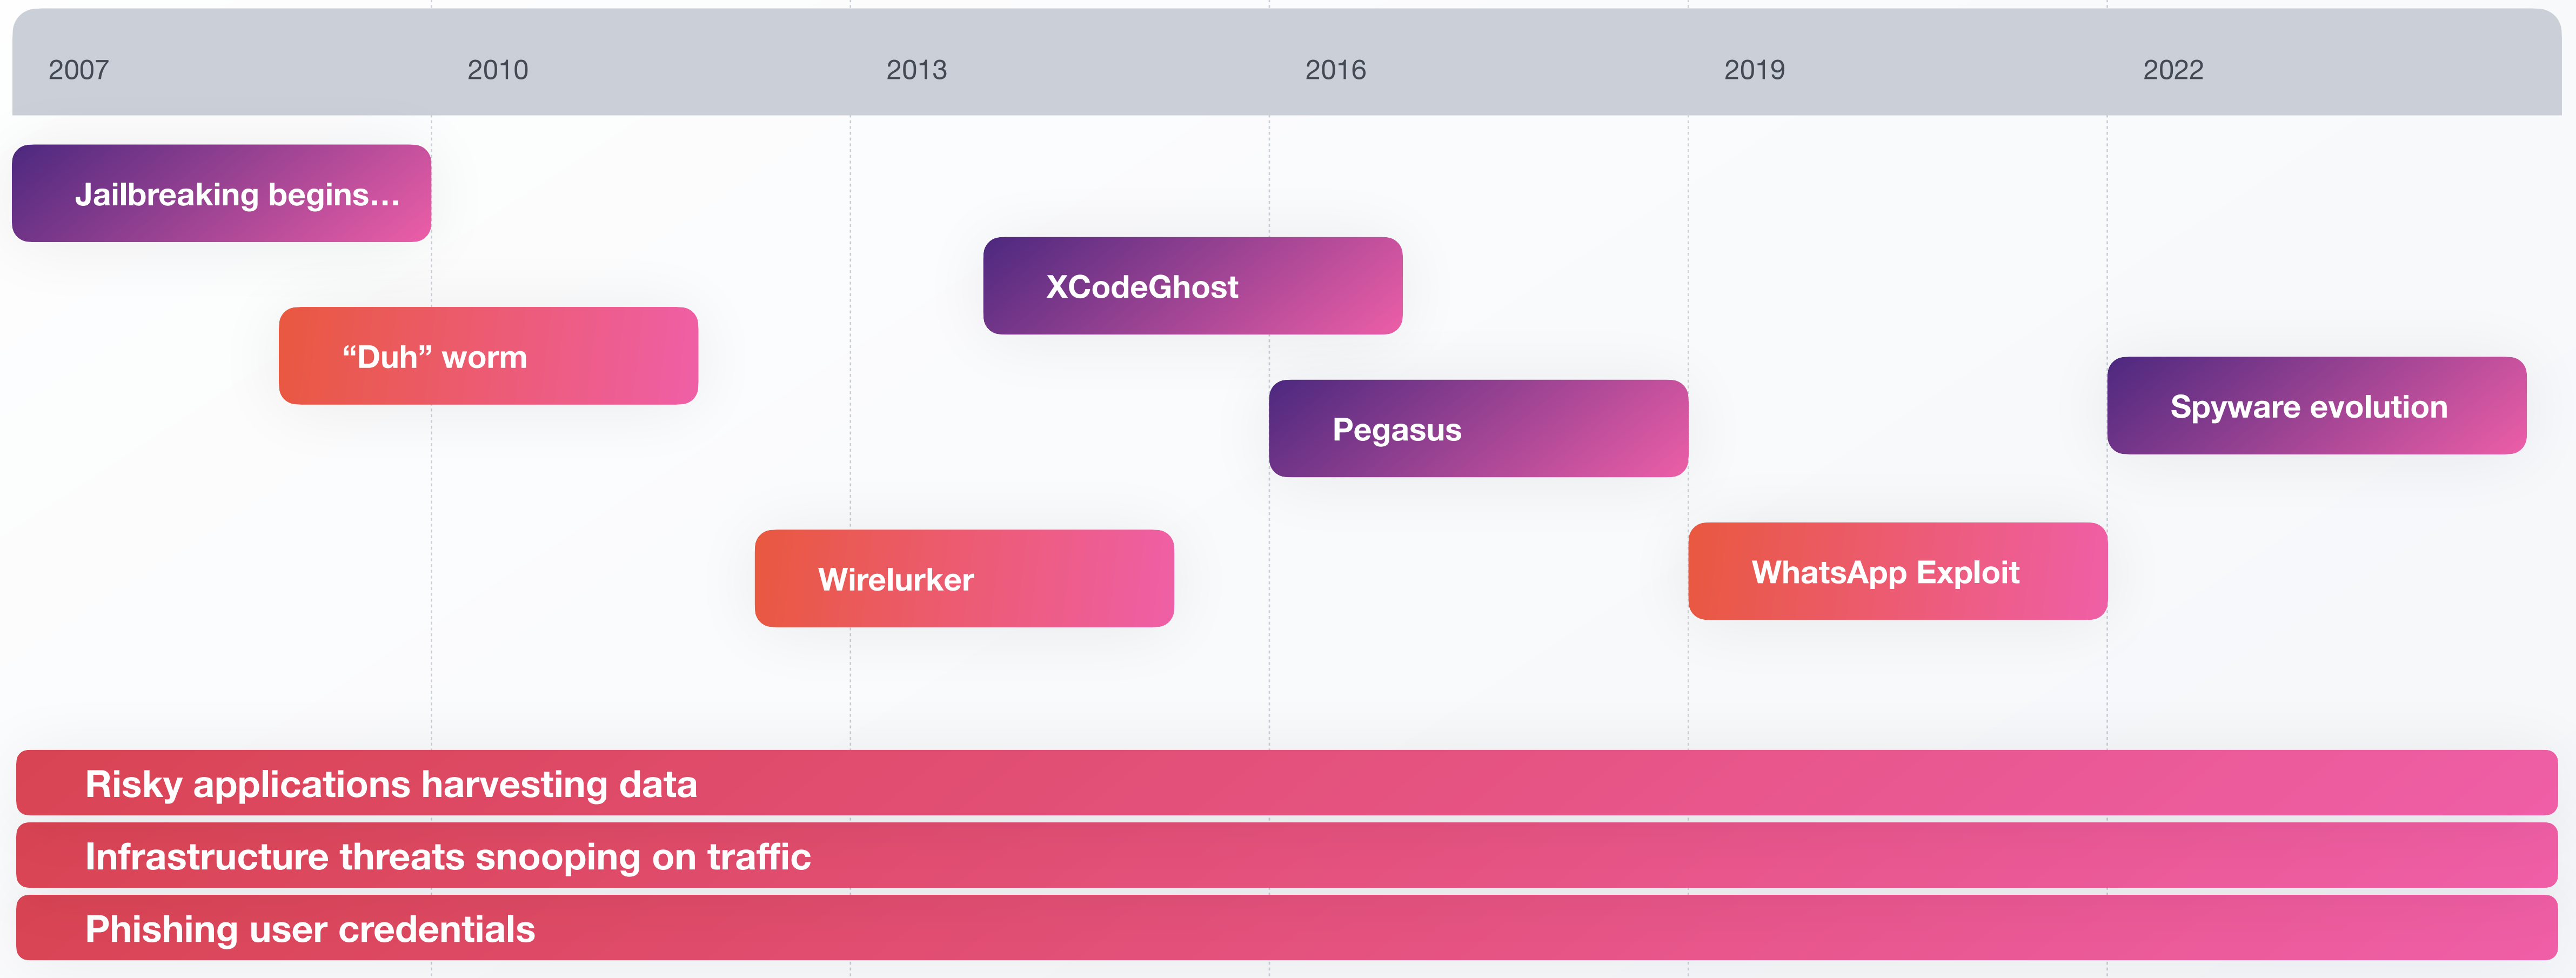 2007 2010 2013 2016 2019 2022
Jailbreaking begins…
XCodeGhost
“Duh” worm
Spyware evolution
Pegasus
WhatsApp Exploit
Wirelurker
Risky applications harvesting data
Infrastructure threats snooping on traffic
Phishing user credentials